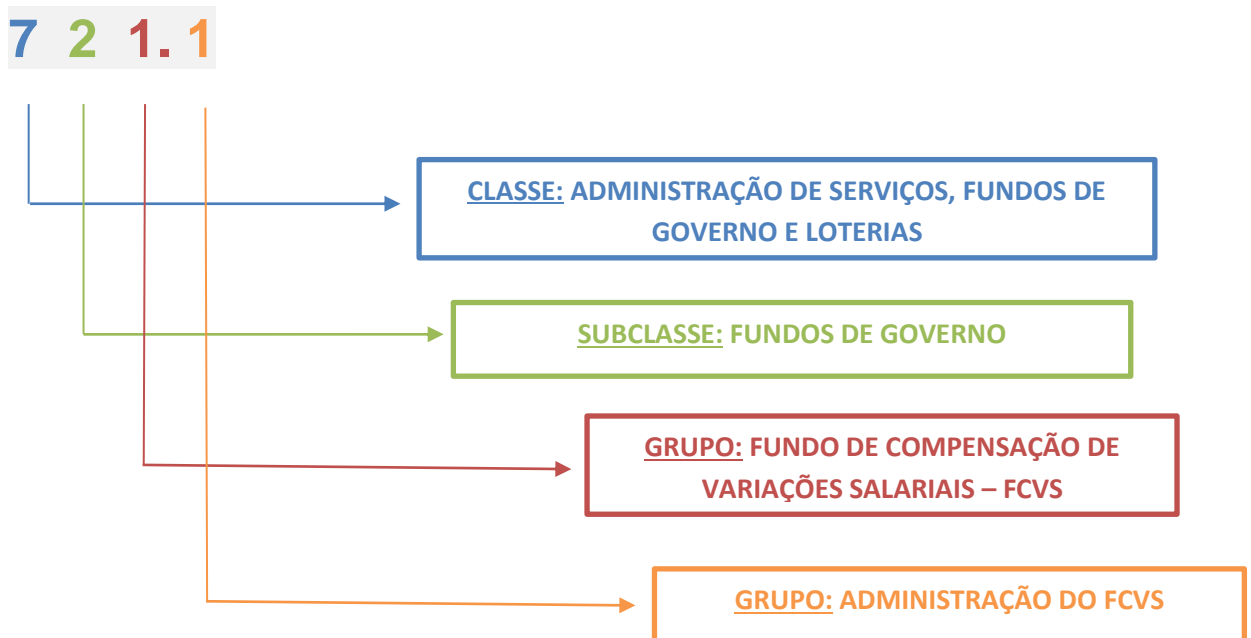 7 2 1. 1
CLASSE: ADMINISTRAÇÃO DE SERVIÇOS, FUNDOS DE
GOVERNO E LOTERIAS
SUBCLASSE: FUNDOS DE GOVERNO
GRUPO: FUNDO DE COMPENSAÇÃO DE
VARIAÇÕES SALARIAIS – FCVS
GRUPO: ADMINISTRAÇÃO DO FCVS